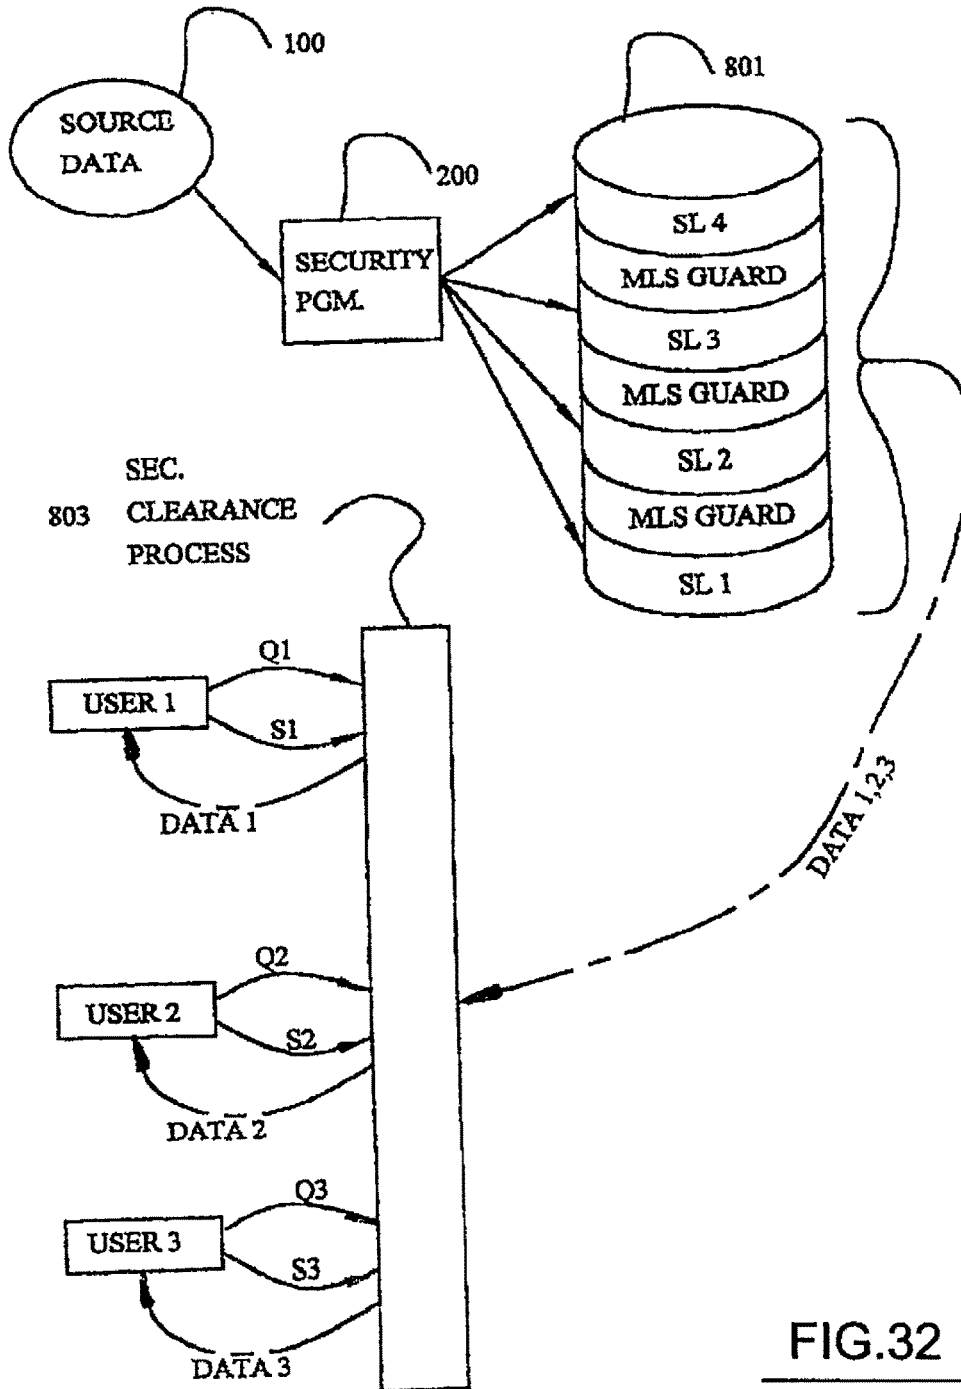 100
SOURCE
DATA
801
200
SECURITY
PGM.
SL 4
MLS GUARD
SL 3
MLS GUARD
SL 2
MLS GUARD
SL 1
SEC.
803 CLEARANCE
PROCESS
Q1
USER 1
S1
DATA 1
DATA 1,2,3
Q2
USER 2
S2
DATA 2
Q3
USER 3
S3
DATA 3
FIG.32